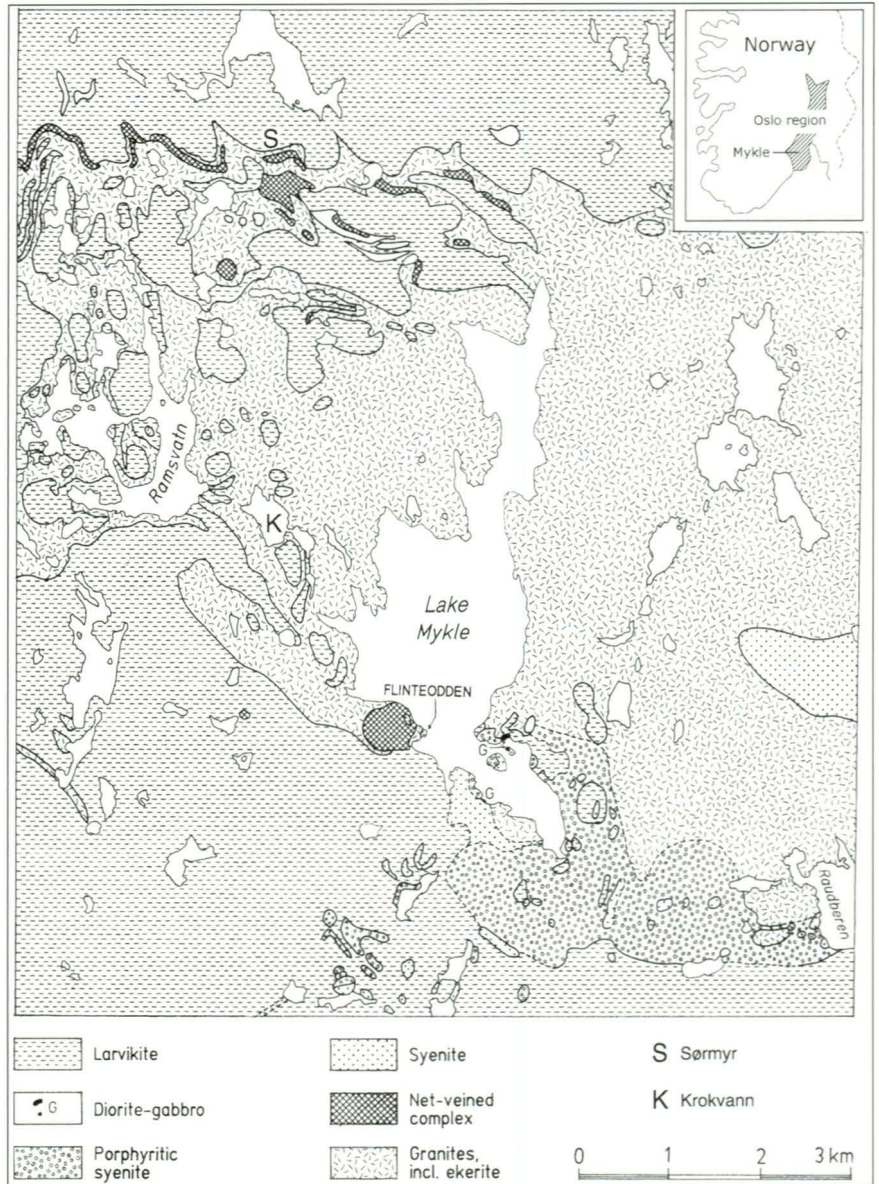 Norway
Oslo region
Mykle
S
Ramsvatn
K
Lake
Mykle
FLINTEODDEN
G
G
Raudberen
Larvikite
Syenite
S Sørmyr
G Diorite-gabbro
Net-veined
complex
K Krokvann
Porphyritic
syenite
Granites,
incl. ekerite
0 1 2 3 km